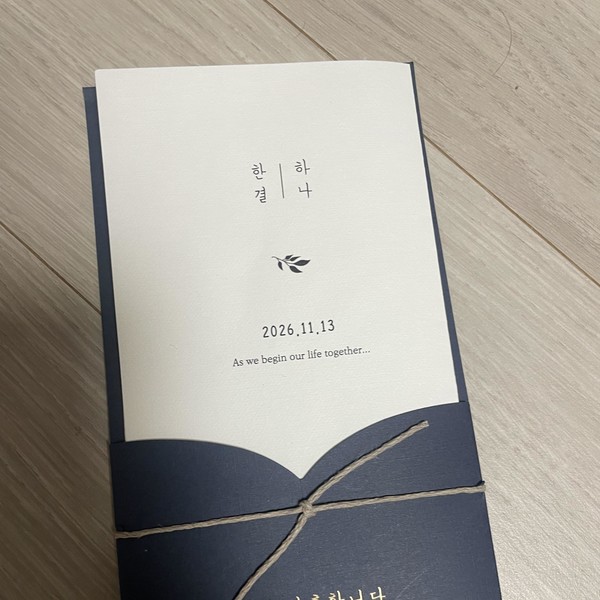 한결 | 하나
2026.11.13
As we begin our life together...